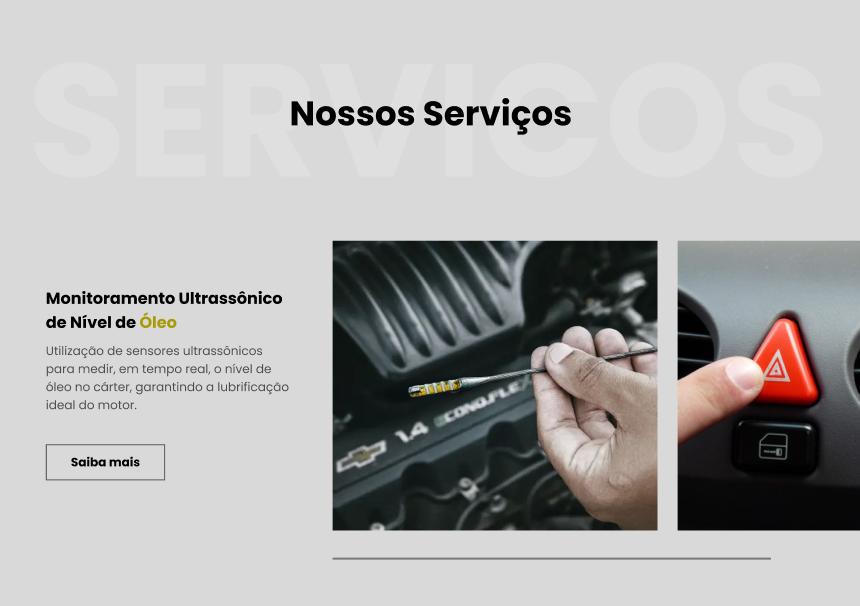 SERVICOS
Nossos Serviços
Monitoramento Ultrassônico
de Nível de Óleo
Utilização de sensores ultrassônicos
para medir, em tempo real, o nível de
óleo no cárter, garantindo a lubrificação
ideal do motor.
Saiba mais
1.4 ECONO.FLEX